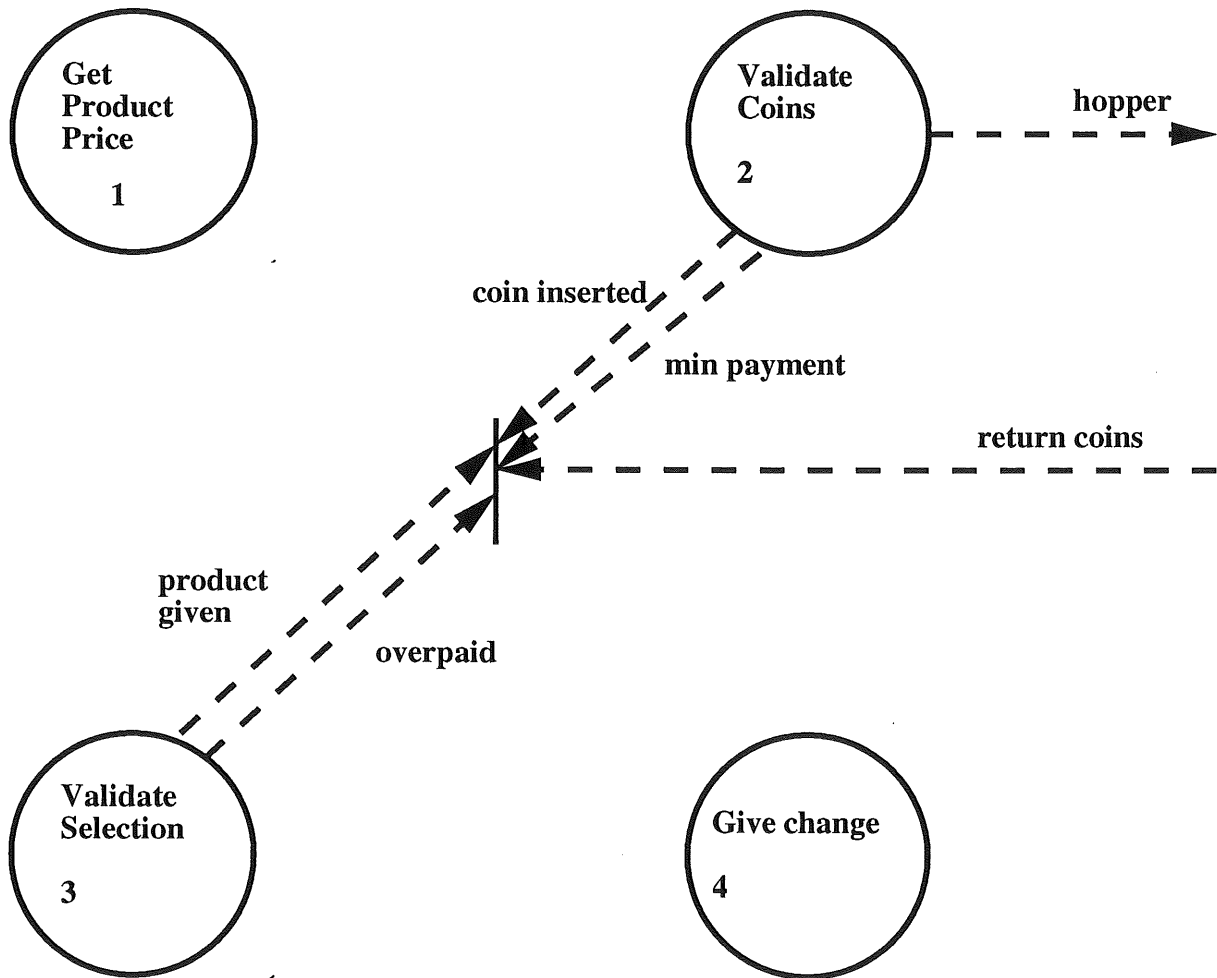 Get
Product
Price
1
Validate
Coins
2
hopper
coin inserted
min payment
return coins
product
given
overpaid
Validate
Selection
3
Give change
4